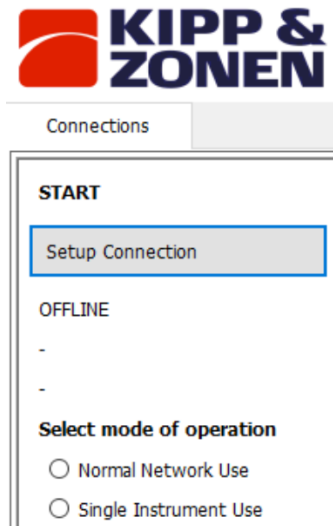 KIPP &
ZONEN
Connections
START
Setup Connection
OFFLINE
-
-
Select mode of operation
Normal Network Use
Single Instrument Use